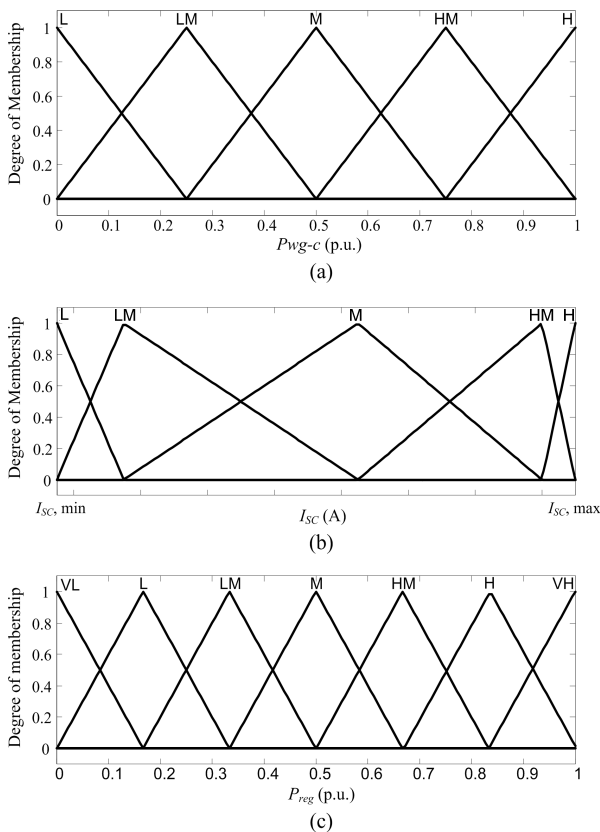 L LM M HM H
1
0.8
0.6
0.4
0.2
0
Degree of Membership
0 0.1 0.2 0.3 0.4 0.5 0.6 0.7 0.8 0.9 1
Pwg-c (p.u.)
(a)
L LM M HM H
1
0.8
0.6
0.4
0.2
0
Degree of Membership
I_SC, min I_SC, max
I_SC (A)
(b)
VL L LM M HM H VH
1
0.8
0.6
0.4
0.2
0
Degree of membership
0 0.1 0.2 0.3 0.4 0.5 0.6 0.7 0.8 0.9 1
P_reg (p.u.)
(c)